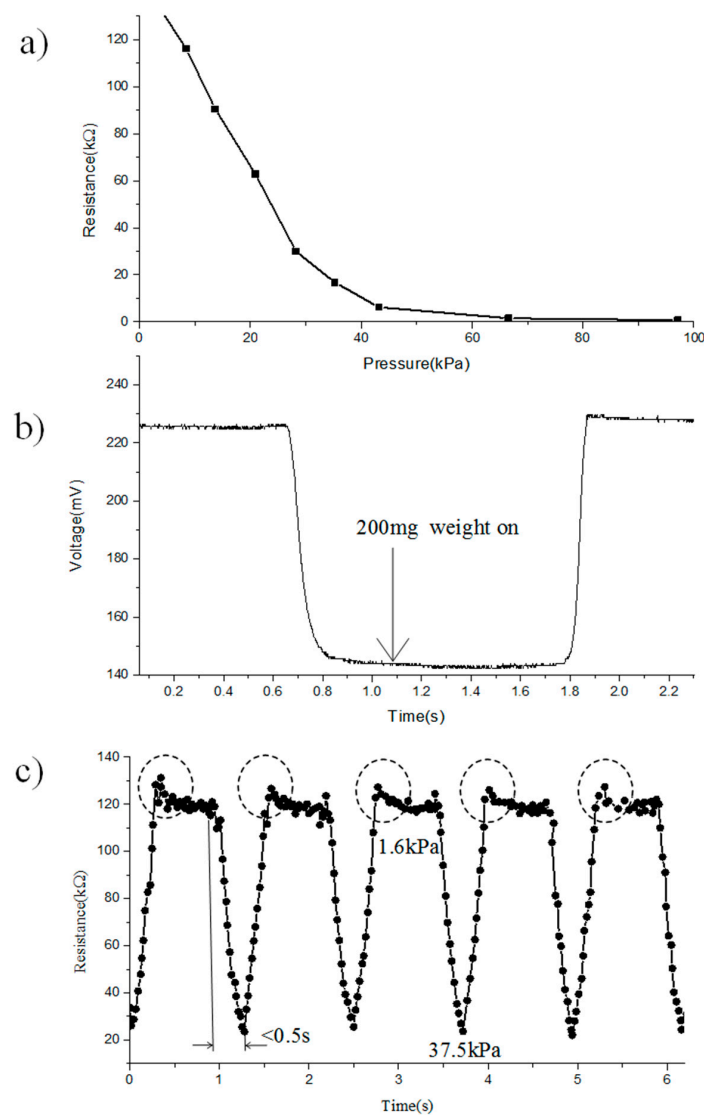 a)
Resistance(kΩ)
120
100
80
60
40
20
0
0 20 40 60 80 100
Pressure(kPa)
b)
Voltage(mV)
240
220
200
180
160
140
200mg weight on
0.2 0.4 0.6 0.8 1.0 1.2 1.4 1.6 1.8 2.0 2.2
Time(s)
c)
Resistance(kΩ)
140
120
100
80
60
40
20
1.6kPa
<0.5s
37.5kPa
0 1 2 3 4 5 6
Time(s)